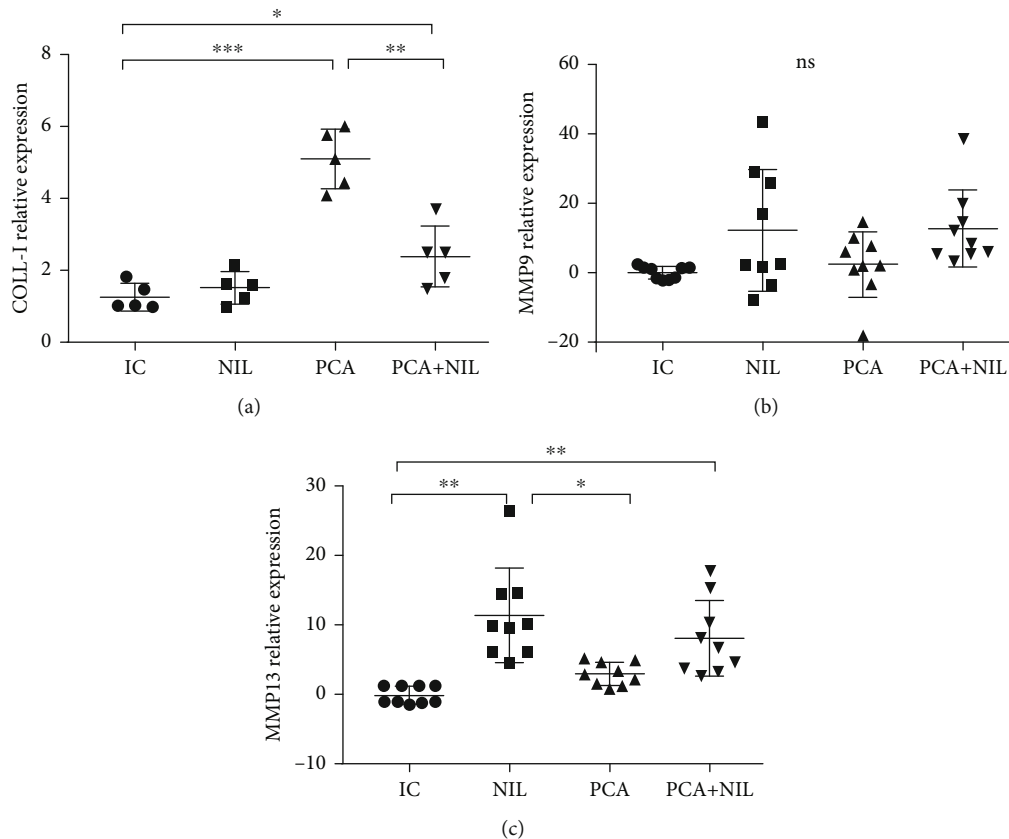 *
*** **
8
6
4
2
0
COLL-I relative expression
IC NIL PCA PCA+NIL
(a)
ns
60
40
20
0
−20
MMP9 relative expression
IC NIL PCA PCA+NIL
(b)
**
** *
30
20
10
0
−10
MMP13 relative expression
IC NIL PCA PCA+NIL
(c)